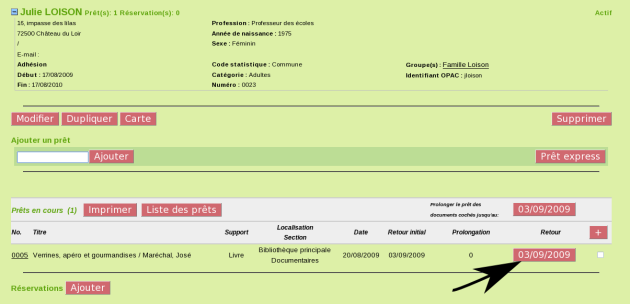 Julie LOISON Prêt(s): 1 Réservation(s): 0 Actif
16, impasse des lilas Profession : Professeur des écoles
72500 Château du Loir Année de naissance : 1975
/ Sexe : Féminin
E-mail :
Adhésion Code statistique : Commune Groupe(s) : Famille Loison
Début : 17/08/2009 Catégorie : Adultes Identifiant OPAC : jloison
Fin : 17/08/2010 Numéro : 0023
Modifier Dupliquer Carte Supprimer
Ajouter un prêt
Ajouter Prêt express
Prêts en cours (1) Imprimer Liste des prêts Prolonger le prêt des documents cochés jusqu'au: 03/09/2009
No. Titre Support Localisation Section Date Retour initial Prolongation Retour +
0005 Verrines, apéro et gourmandises / Maréchal, José Livre Bibliothèque principale Documentaires 20/08/2009 03/09/2009 0 03/09/2009
Réservations Ajouter